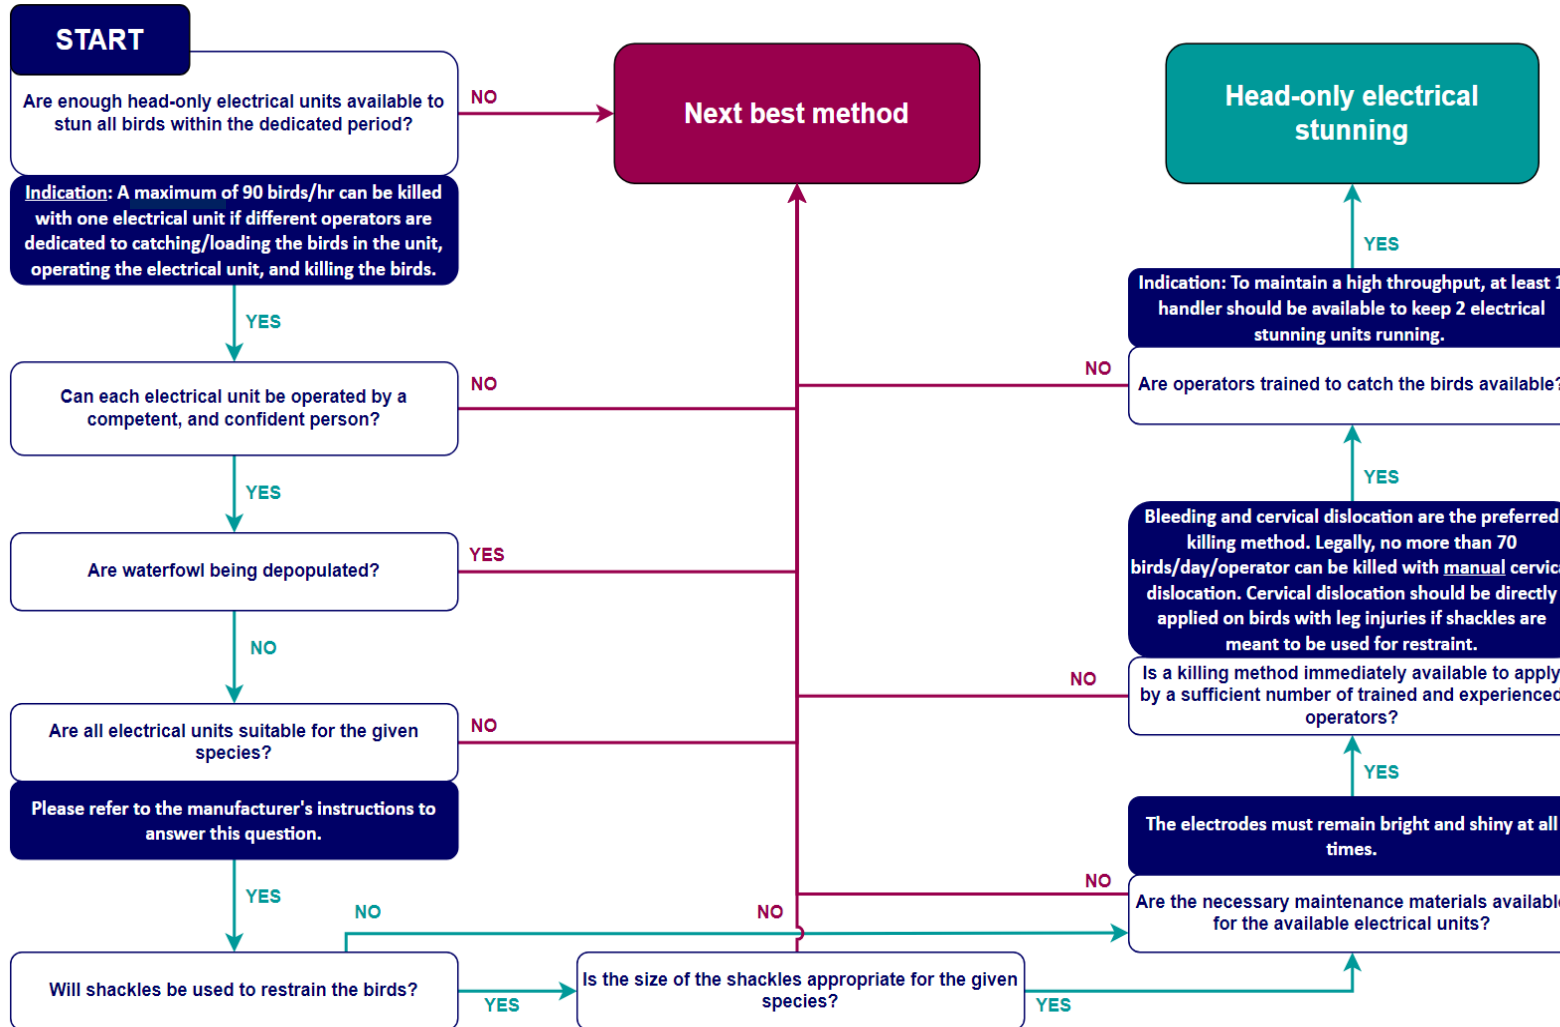 START
Are enough head-only electrical units available to
stun all birds within the dedicated period?
Indication: A maximum of 90 birds/hr can be killed
with one electrical unit if different operators are
dedicated to catching/loading the birds in the unit,
operating the electrical unit, and killing the birds.
NO
YES
Can each electrical unit be operated by a
competent, and confident person?
NO
YES
Are waterfowl being depopulated?
YES
NO
Are all electrical units suitable for the given
species?
Please refer to the manufacturer's instructions to
answer this question.
NO
YES
Will shackles be used to restrain the birds?
NO
YES
Is the size of the shackles appropriate for the given
species?
NO
YES
Are the necessary maintenance materials available
for the available electrical units?
The electrodes must remain bright and shiny at all
times.
NO
YES
Is a killing method immediately available to apply
by a sufficient number of trained and experienced
operators?
Bleeding and cervical dislocation are the preferred
killing method. Legally, no more than 70
birds/day/operator can be killed with manual cervica
dislocation. Cervical dislocation should be directly
applied on birds with leg injuries if shackles are
meant to be used for restraint.
NO
YES
Are operators trained to catch the birds available?
Indication: To maintain a high throughput, at least 1
handler should be available to keep 2 electrical
stunning units running.
NO
YES
Next best method
Head-only electrical
stunning